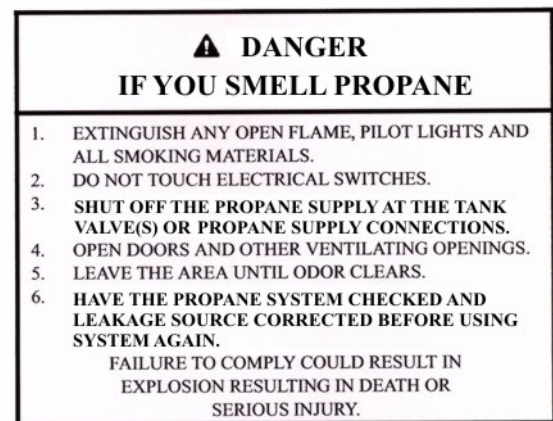 ⚠ DANGER
IF YOU SMELL PROPANE
1. EXTINGUISH ANY OPEN FLAME, PILOT LIGHTS AND
ALL SMOKING MATERIALS.
2. DO NOT TOUCH ELECTRICAL SWITCHES.
3. SHUT OFF THE PROPANE SUPPLY AT THE TANK
VALVE(S) OR PROPANE SUPPLY CONNECTIONS.
4. OPEN DOORS AND OTHER VENTILATING OPENINGS.
5. LEAVE THE AREA UNTIL ODOR CLEARS.
6. HAVE THE PROPANE SYSTEM CHECKED AND
LEAKAGE SOURCE CORRECTED BEFORE USING
SYSTEM AGAIN.
FAILURE TO COMPLY COULD RESULT IN
EXPLOSION RESULTING IN DEATH OR
SERIOUS INJURY.